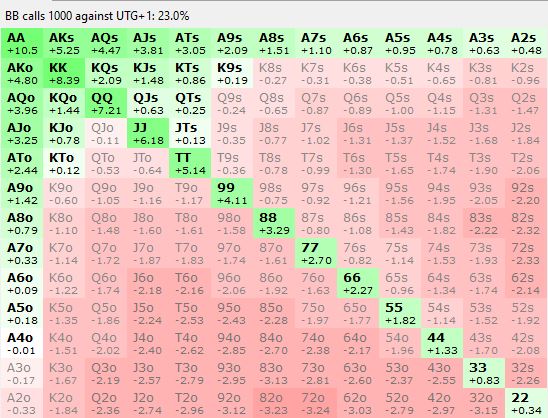 BB calls 1000 against UTG+1: 23.0%
AA AKs AQs AJs ATs A9s A8s A7s A6s A5s A4s A3s A2s
+10.5 +5.25 +4.47 +3.81 +3.05 +2.09 +1.51 +1.10 +0.87 +0.95 +0.78 +0.63 +0.48
AKo KK KQs KJs KTs K9s K8s K7s K6s K5s K4s K3s K2s
+4.80 +8.39 +2.09 +1.48 +0.86 +0.19 -0.27 -0.31 -0.38 -0.51 -0.65 -0.81 -0.96
AQo KQo QQ QJs QTs Q9s Q8s Q7s Q6s Q5s Q4s Q3s Q2s
+3.96 +1.44 +7.21 +0.63 +0.25 -0.24 -0.65 -0.87 -0.89 -1.00 -1.15 -1.31 -1.47
AJo KJo QJo JJ JTs J9s J8s J7s J6s J5s J4s J3s J2s
+3.25 +0.78 -0.11 +6.18 +0.13 -0.35 -0.77 -1.02 -1.31 -1.37 -1.52 -1.68 -1.84
ATo KTo QTo JTo TT T9s T8s T7s T6s T5s T4s T3s T2s
+2.44 +0.12 -0.53 -0.64 +5.14 -0.36 -0.78 -0.99 -1.30 -1.65 -1.74 -1.90 -2.06
A9o K9o Q9o J9o T9o 99 98s 97s 96s 95s 94s 93s 92s
+1.42 -0.60 -1.05 -1.16 -1.17 +4.11 -0.75 -0.92 -1.21 -1.56 -1.95 -2.05 -2.20
A8o K8o Q8o J8o T8o 98o 88 87s 86s 85s 84s 83s 82s
+0.79 -1.10 -1.48 -1.60 -1.61 -1.58 +3.29 -0.80 -1.08 -1.43 -1.82 -2.22 -2.32
A7o K7o Q7o J7o T7o 97o 87o 77 76s 75s 74s 73s 72s
+0.33 -1.14 -1.72 -1.87 -1.83 -1.74 -1.61 +2.70 -0.82 -1.14 -1.53 -1.93 -2.33
A6o K6o Q6o J6o T6o 96o 86o 76o 66 65s 64s 63s 62s
+0.09 -1.22 -1.74 -2.18 -2.16 -2.06 -1.92 -1.63 +2.27 -0.96 -1.34 -1.74 -2.14
A5o K5o Q5o J5o T5o 95o 85o 75o 65o 55 54s 53s 52s
+0.18 -1.35 -1.86 -2.24 -2.53 -2.43 -2.28 -1.97 -1.77 +1.82 -1.14 -1.52 -1.92
A4o K4o Q4o J4o T4o 94o 84o 74o 64o 54o 44 43s 42s
-0.01 -1.51 -2.02 -2.40 -2.62 -2.85 -2.70 -2.38 -2.17 -1.96 +1.33 -1.70 -2.08
A3o K3o Q3o J3o T3o 93o 83o 73o 63o 53o 43o 33 32s
-0.17 -1.67 -2.19 -2.57 -2.79 -2.95 -3.13 -2.81 -2.60 -2.37 -2.55 +0.83 -2.26
A2o K2o Q2o J2o T2o 92o 82o 72o 62o 52o 42o 32o 22
-0.33 -1.84 -2.36 -2.74 -2.96 -3.12 -3.23 -3.24 -3.03 -2.79 -2.97 -3.15 +0.34